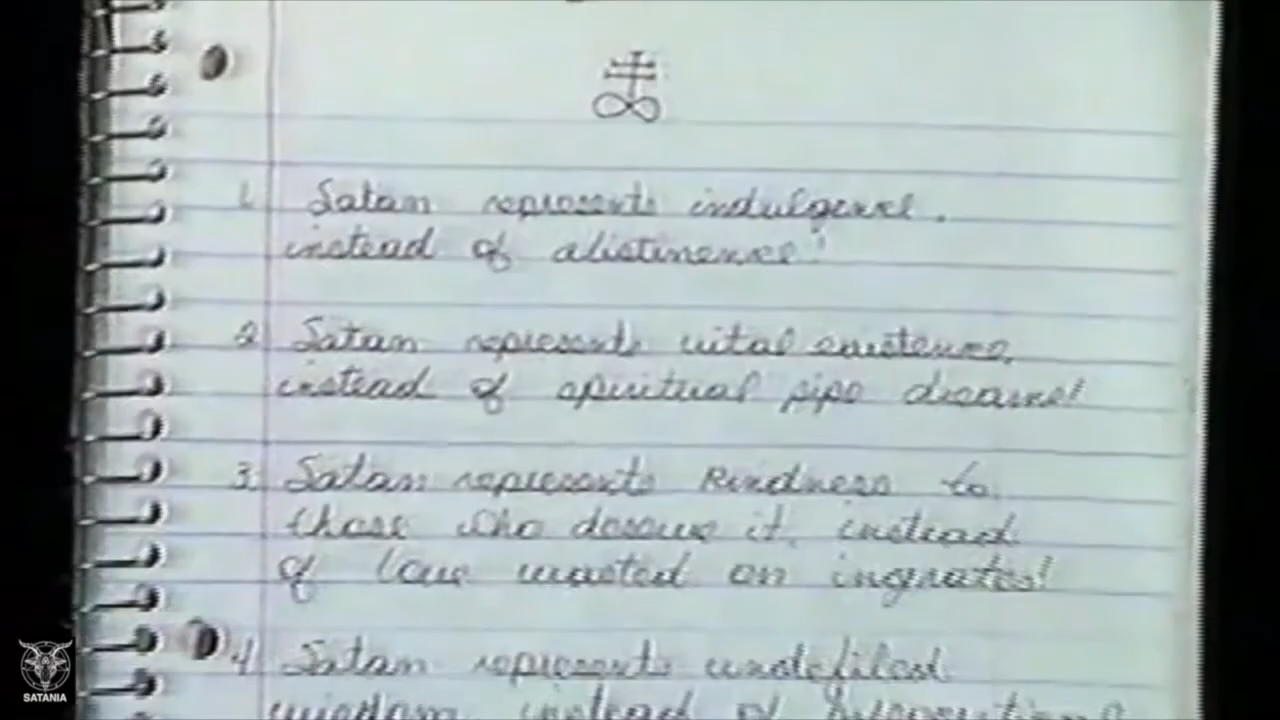 1. Satan represents indulgence,
instead of abstinence!
2 Satan represents vital existence,
instead of spiritual pipe dreams!
3. Satan represents Kindness to
those who deserve it, instead
of love wasted on ingrates!
4 Satan represents undefiled
wisdom, instead of
SATANIA